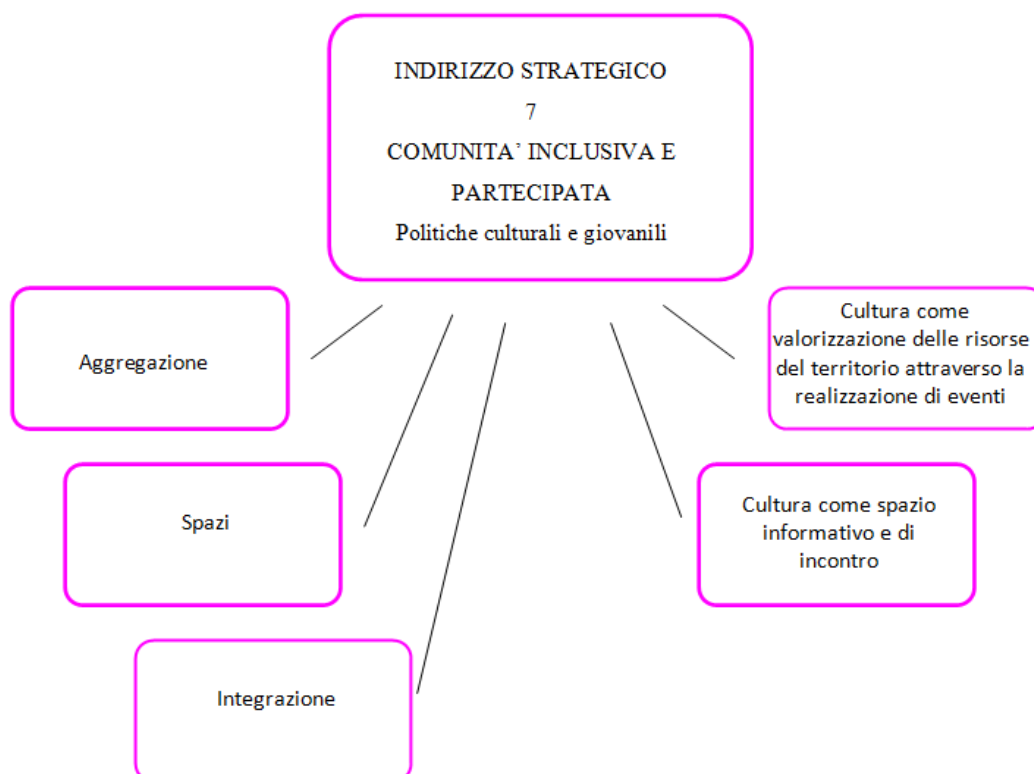 INDIRIZZO STRATEGICO
7
COMUNITA’ INCLUSIVA E
PARTECIPATA
Politiche culturali e giovanili
Aggregazione
Cultura come
valorizzazione delle risorse
del territorio attraverso la
realizzazione di eventi
Spazi
Cultura come spazio
informativo e di
incontro
Integrazione